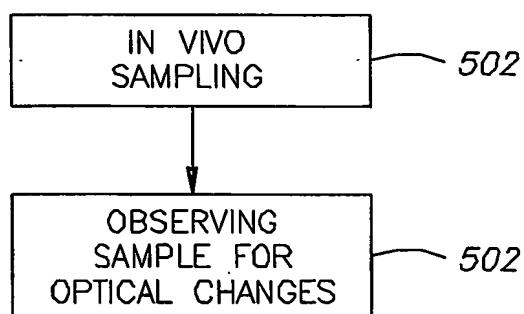 IN VIVO
SAMPLING
502
OBSERVING
SAMPLE FOR
OPTICAL CHANGES
502